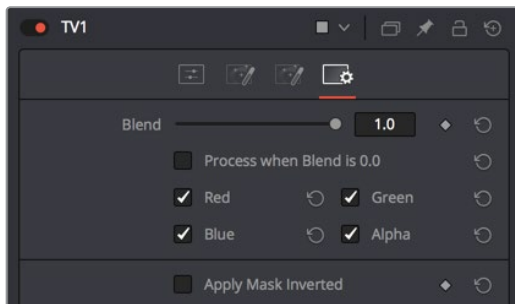 TV1
Blend 1.0
Process when Blend is 0.0
Red Green
Blue Alpha
Apply Mask Inverted